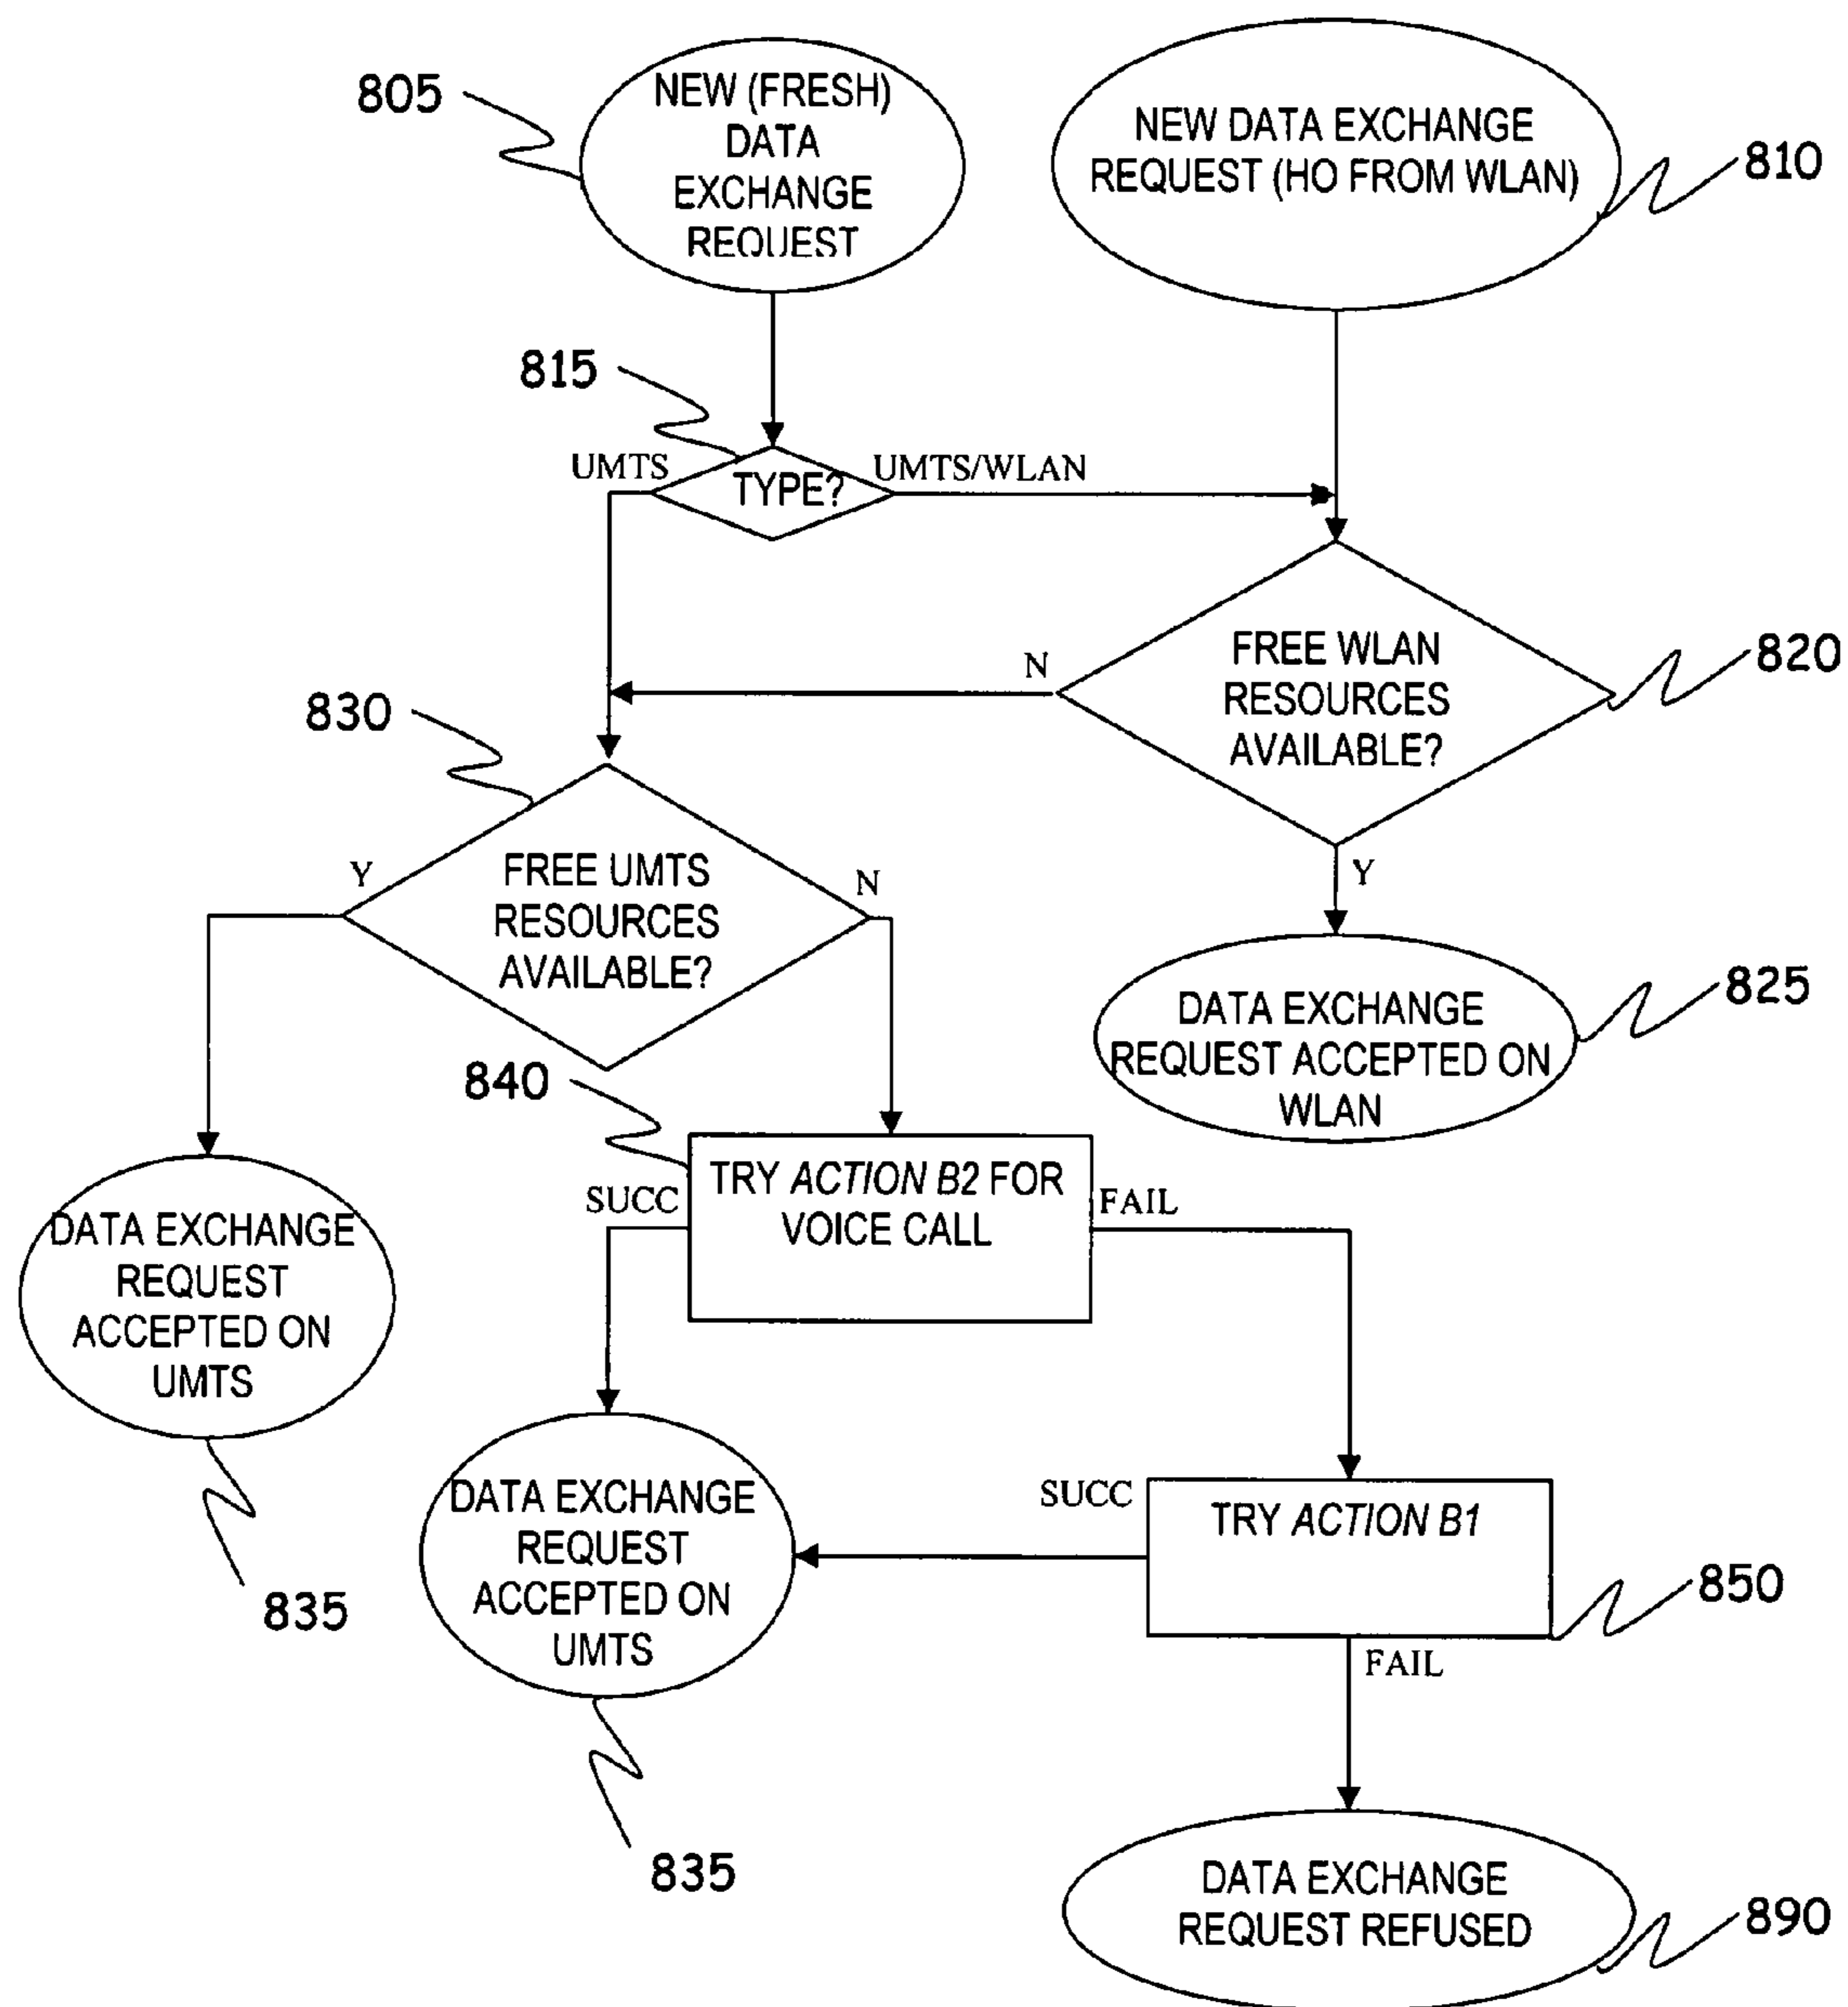 805
NEW (FRESH)
DATA
EXCHANGE
REQUEST
NEW DATA EXCHANGE
REQUEST (HO FROM WLAN)
810
815
UMTS
TYPE?
UMTS/WLAN
820
FREE WLAN
RESOURCES
AVAILABLE?
N
Y
830
FREE UMTS
RESOURCES
AVAILABLE?
Y
N
825
DATA EXCHANGE
REQUEST ACCEPTED ON
WLAN
840
TRY ACTION B2 FOR
VOICE CALL
SUCC
FAIL
DATA EXCHANGE
REQUEST
ACCEPTED ON
UMTS
835
DATA EXCHANGE
REQUEST
ACCEPTED ON
UMTS
835
SUCC
TRY ACTION B1
850
FAIL
DATA EXCHANGE
REQUEST REFUSED
890